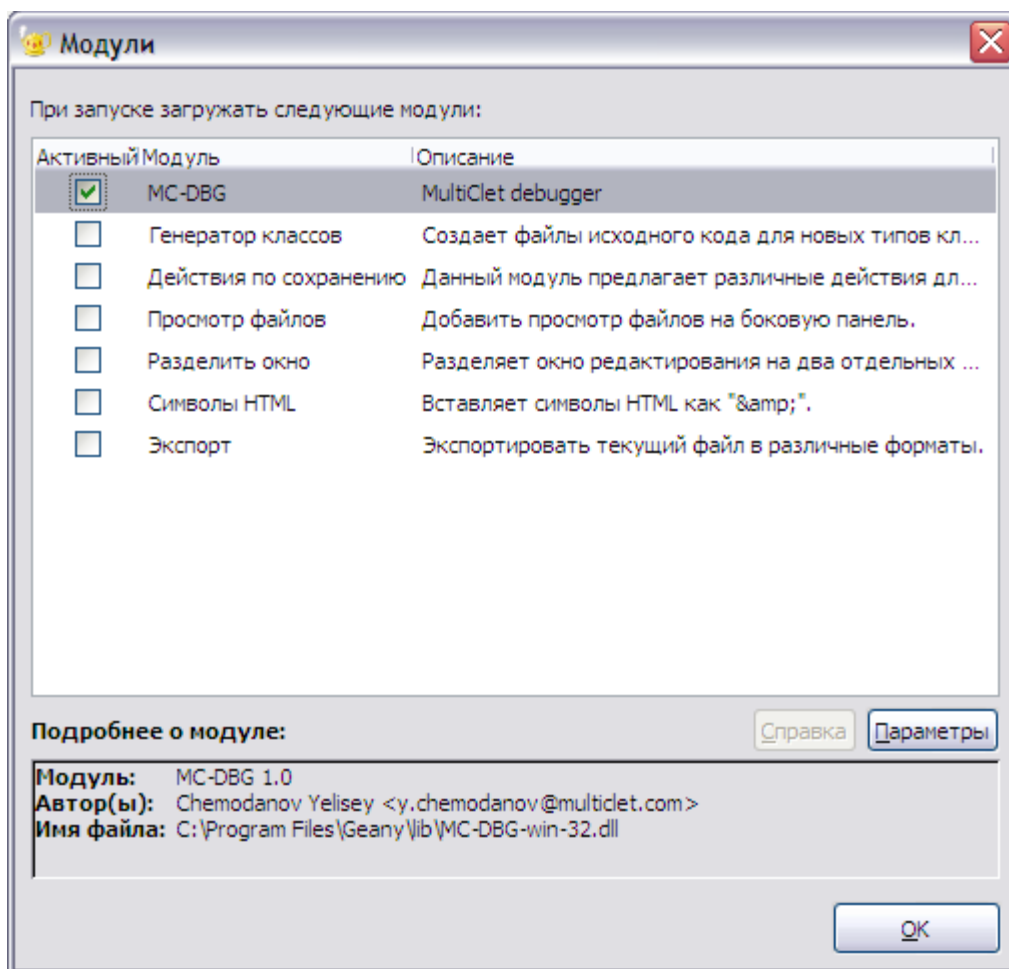 Модули
При запуске загружать следующие модули:
Активный Модуль Описание
MC-DBG MultiClet debugger
Генератор классов Создает файлы исходного кода для новых типов кл...
Действия по сохранению Данный модуль предлагает различные действия дл...
Просмотр файлов Добавить просмотр файлов на боковую панель.
Разделить окно Разделяет окно редактирования на два отдельных ...
Символы HTML Вставляет символы HTML как "&amp;".
Экспорт Экспортировать текущий файл в различные форматы.
Подробнее о модуле: Справка Параметры
Модуль: MC-DBG 1.0
Автор(ы): Chemodanov Yelisey <y.chemodanov@multiclet.com>
Имя файла: C:\Program Files\Geany\lib\MC-DBG-win-32.dll
OK